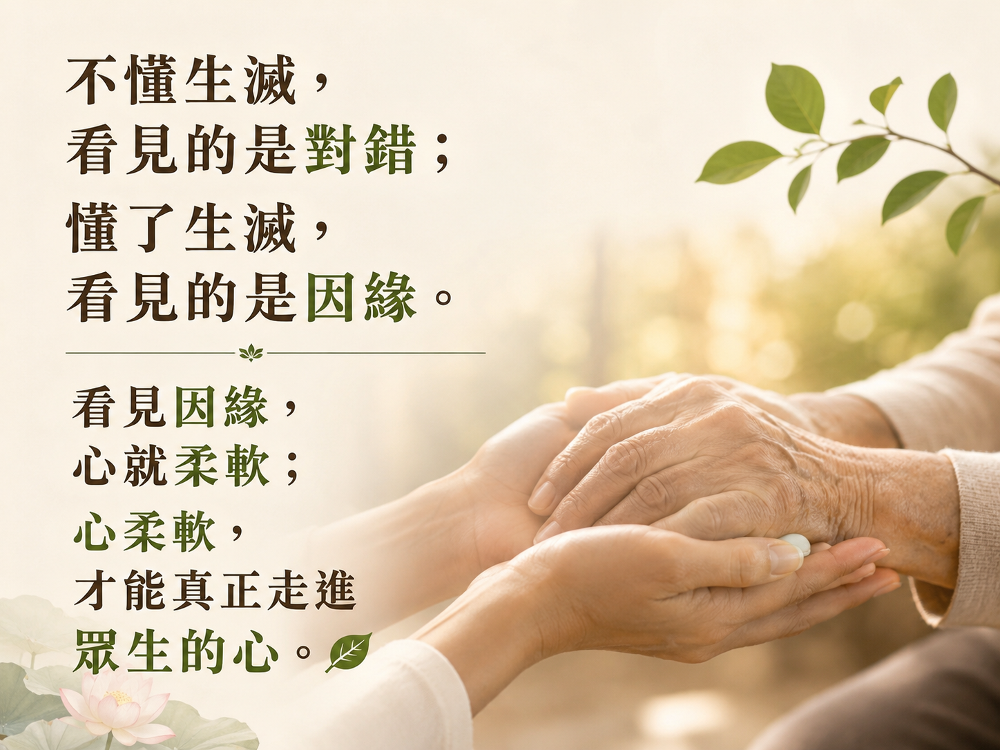 不懂生滅，
看見的是對錯；
懂了生滅，
看見的是因緣。
看見因緣，
心就柔軟；
心柔軟，
才能真正走進
眾生的心。